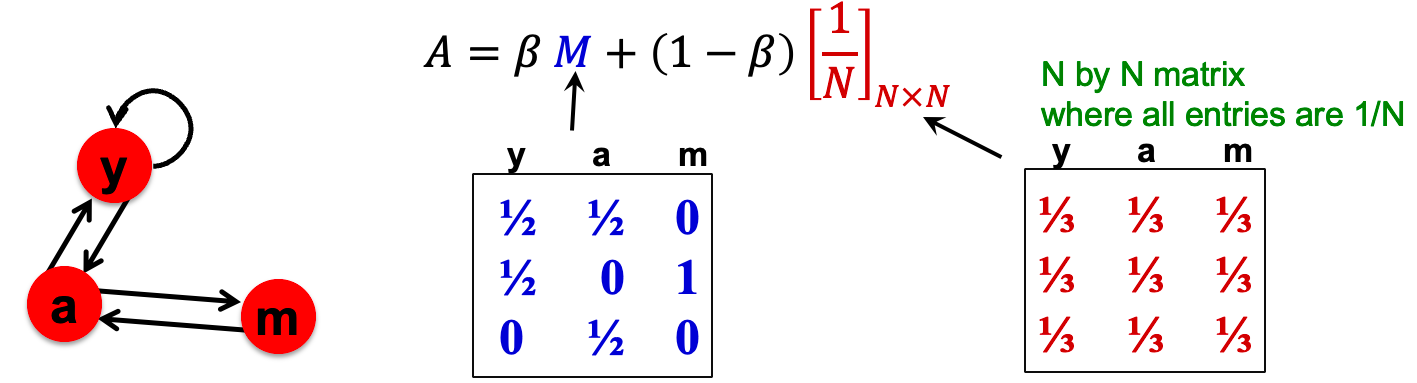 A = β M + (1 − β) [1/N] N×N
N by N matrix
where all entries are 1/N
y a m
½ ½ 0
½ 0 1
0 ½ 0
y a m
⅓ ⅓ ⅓
⅓ ⅓ ⅓
⅓ ⅓ ⅓
y
a
m